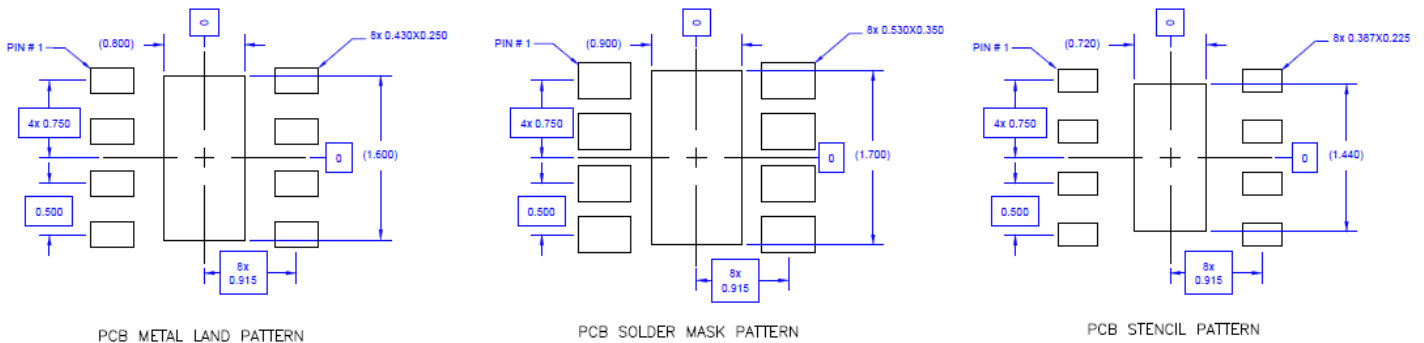 0
(0.800)
8x 0.430X0.250
PIN # 1
4x 0.750
0
(1.600)
0.500
8x
0.915
PCB METAL LAND PATTERN
0
(0.900)
8x 0.530X0.350
PIN # 1
4x 0.750
0
(1.700)
0.500
8x
0.915
PCB SOLDER MASK PATTERN
0
(0.720)
8x 0.387X0.225
PIN # 1
4x 0.750
0
(1.440)
0.500
8x
0.915
PCB STENCIL PATTERN